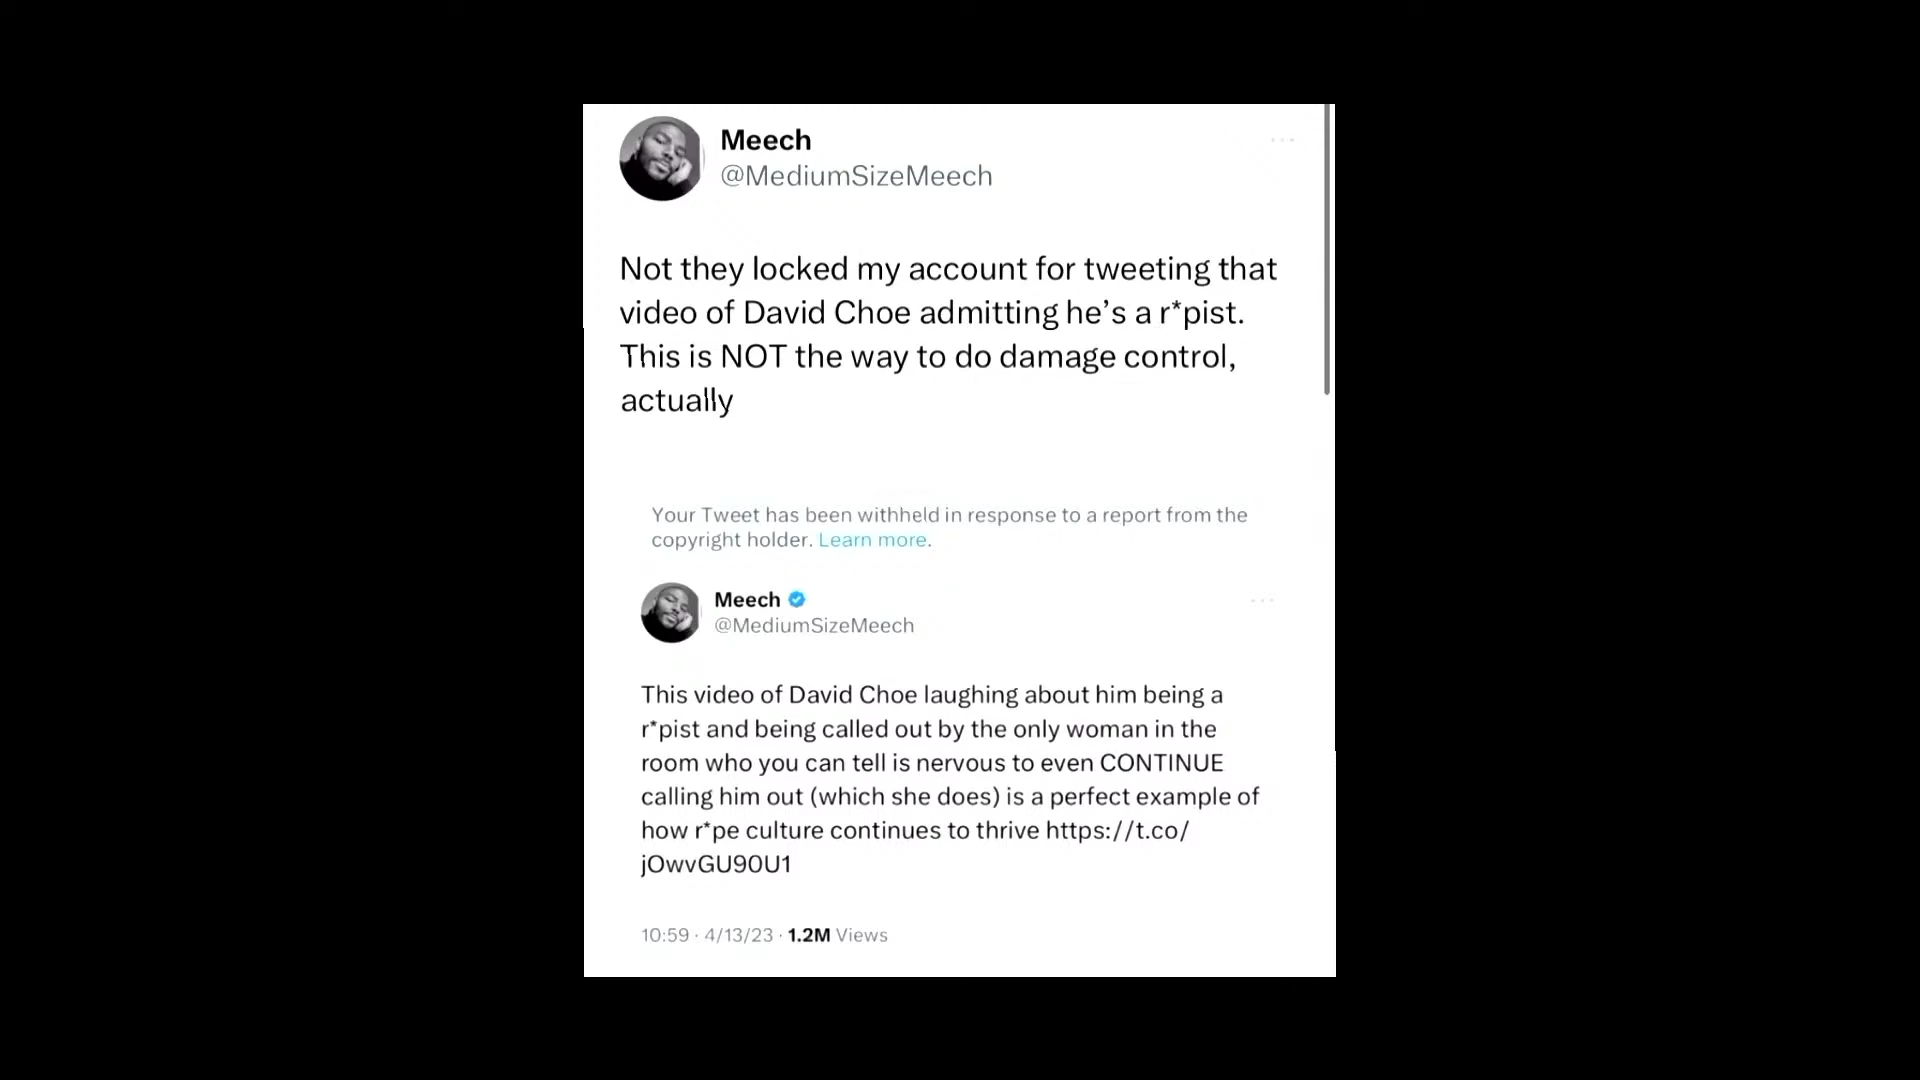 Meech
@MediumSizeMeech
Not they locked my account for tweeting that
video of David Choe admitting he's a r*pist.
This is NOT the way to do damage control,
actually
Your Tweet has been withheld in response to a report from the
copyright holder. Learn more.
Meech
@MediumSizeMeech
This video of David Choe laughing about him being a
r*pist and being called out by the only woman in the
room who you can tell is nervous to even CONTINUE
calling him out (which she does) is a perfect example of
how r*pe culture continues to thrive https://t.co/
jOwvGU90U1
10:59 · 4/13/23 · 1.2M Views